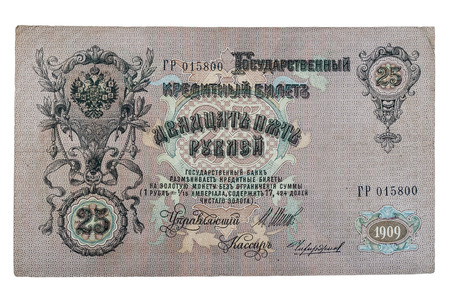 ГР 015800 ГОСУДАРСТВЕННЫЙ
25
КРЕДИТНЫЙ БИЛЕТЪ
ДВАДЦАТЬ ПЯТЬ
РУБЛЕЙ
ГОСУДАРСТВЕННЫЙ БАНКЪ
РАЗМѢНИВАЕТЪ КРЕДИТНЫЕ БИЛЕТЫ
НА ЗОЛОТУЮ МОНЕТУ БЕЗЪ ОГРАНИЧЕНІЯ СУММЫ
(1 РУБЛЬ = 1/15 ИМПЕРІАЛА, СОДЕРЖИТЪ 17,424 ДОЛЕЙ
ЧИСТАГО ЗОЛОТА).
ГР 015800
25
Управляющій
Кассиръ
1909